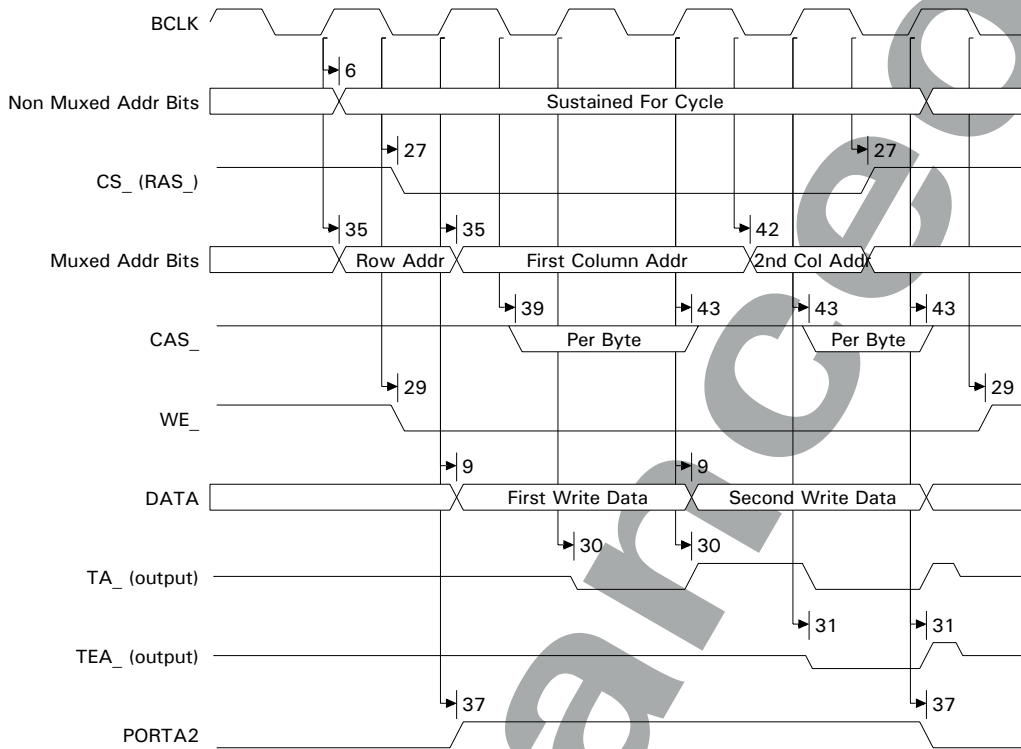 BCLK
6
Non Muxed Addr Bits Sustained For Cycle
27 27
CS_ (RAS_)
35 35 42
Muxed Addr Bits Row Addr First Column Addr 2nd Col Addr
39 43 43 43
CAS_ Per Byte Per Byte
29 29
WE_
9 9
DATA First Write Data Second Write Data
30 30
TA_ (output)
31 31
TEA_ (output)
37 37
PORTA2